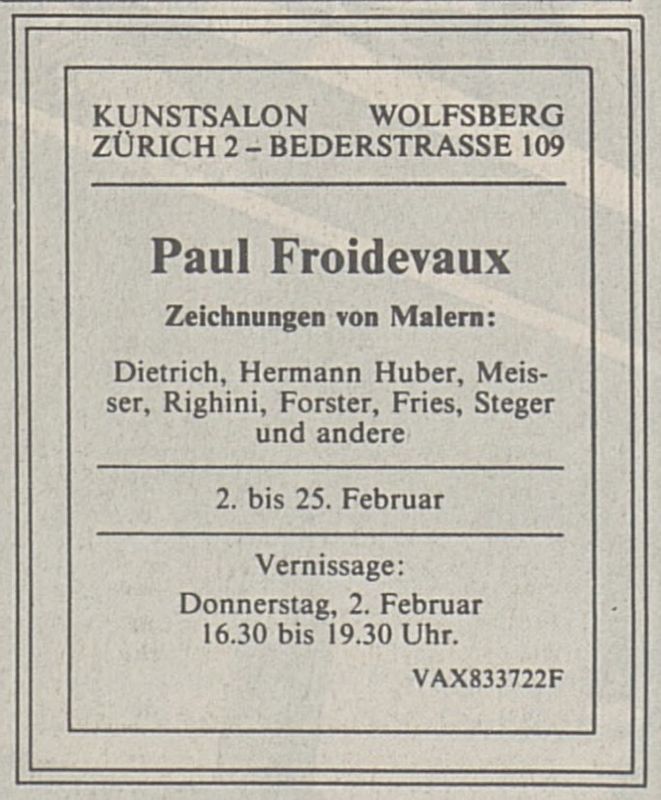 KUNSTSALON WOLFSBERG
ZÜRICH 2 – BEDERSTRASSE 109
Paul Froidevaux
Zeichnungen von Malern:
Dietrich, Hermann Huber, Meis-
ser, Righini, Forster, Fries, Steger
und andere
2. bis 25. Februar
Vernissage:
Donnerstag, 2. Februar
16.30 bis 19.30 Uhr.
VAX833722F